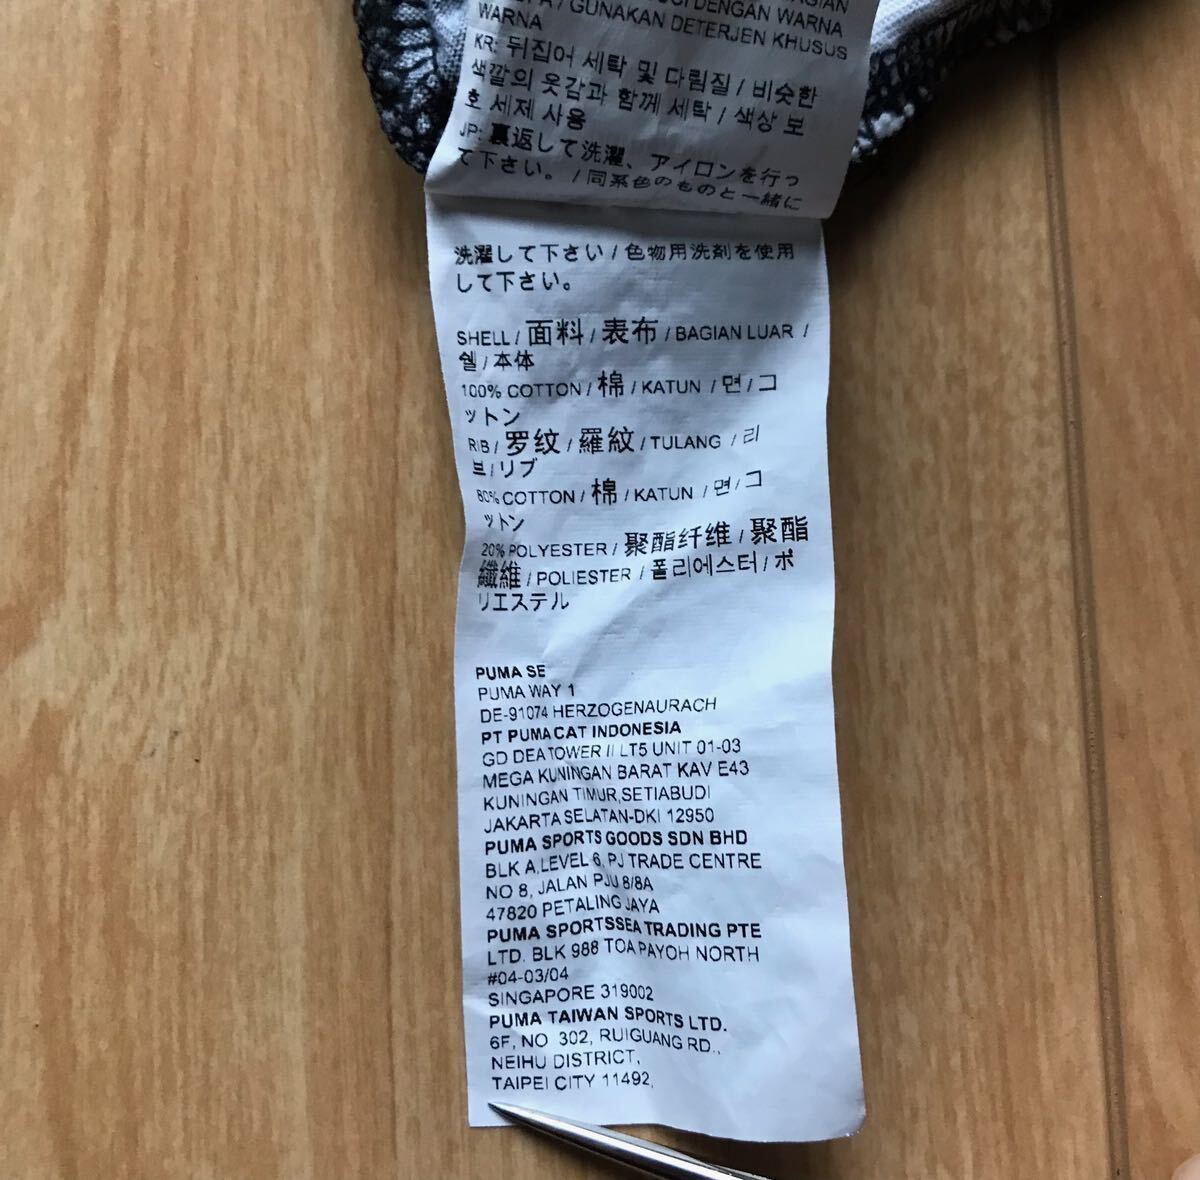 GUNAKAN DETERJEN KHUSUS
WARNA
KR: 뒤집어 세탁 및 다림질 / 비슷한
색깔의 옷감과 함께 세탁 / 색상 보
호 세제 사용
JP: 裏返して洗濯、アイロンを行っ
て下さい。 / 同系色のものと一緒に
洗濯して下さい / 色物用洗剤を使用
して下さい。
SHELL / 面料 / 表布 / BAGIAN LUAR /
쉘 / 本体
100% COTTON / 棉 / KATUN / 면 / コ
ットン
RIB / 罗纹 / 羅紋 / TULANG / 리
브 / リブ
80% COTTON / 棉 / KATUN / 면 / コ
ットン
20% POLYESTER / 聚酯纤维 / 聚酯
纖維 / POLIESTER / 폴리에스터 / ポ
リエステル
PUMA SE
PUMA WAY 1
DE-91074 HERZOGENAURACH
PT PUMA CAT INDONESIA
GD DEA TOWER II LT5 UNIT 01-03
MEGA KUNINGAN BARAT KAV E43
KUNINGAN TIMUR,SETIABUDI
JAKARTA SELATAN-DKI 12950
PUMA SPORTS GOODS SDN BHD
BLK A,LEVEL 6, PJ TRADE CENTRE
NO 8, JALAN PJU 8/8A
47820 PETALING JAYA
PUMA SPORTS SEA TRADING PTE
LTD. BLK 988 TOA PAYOH NORTH
#04-03/04
SINGAPORE 319002
PUMA TAIWAN SPORTS LTD.
6F, NO 302, RUIGUANG RD.,
NEIHU DISTRICT,
TAIPEI CITY 11492,